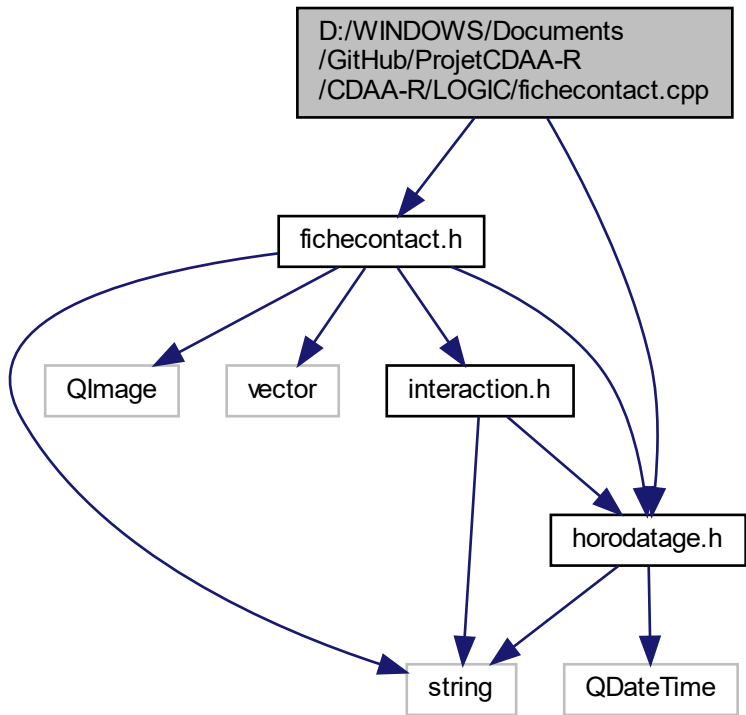 D:/WINDOWS/Documents
/GitHub/ProjetCDAA-R
/CDAA-R/LOGIC/fichecontact.cpp
fichecontact.h
QImage
vector
interaction.h
horodatage.h
string
QDateTime